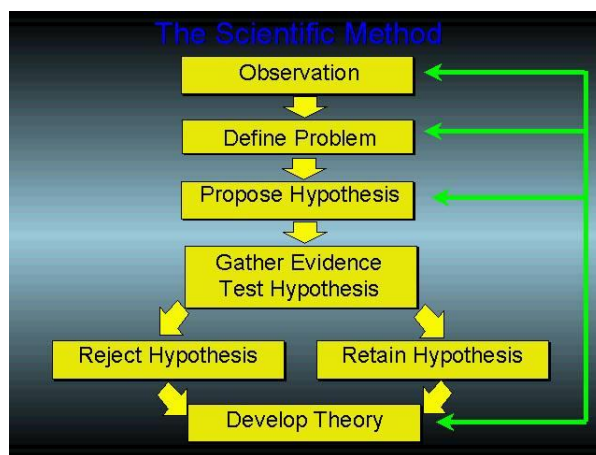 The Scientific Method
Observation
Define Problem
Propose Hypothesis
Gather Evidence
Test Hypothesis
Reject Hypothesis
Retain Hypothesis
Develop Theory